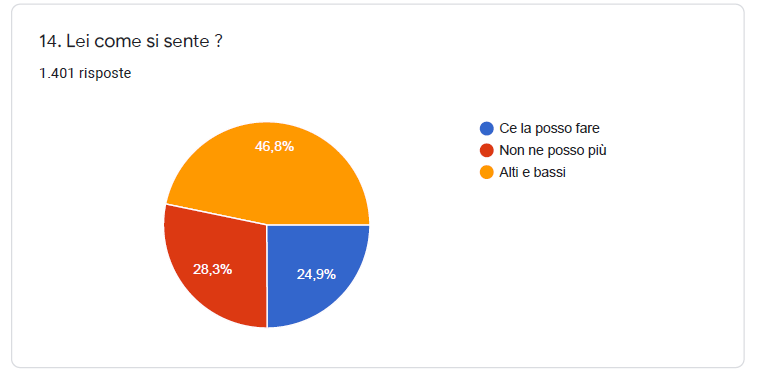 14. Lei come si sente ?
1.401 risposte
46,8%
28,3%
24,9%
Ce la posso fare
Non ne posso più
Alti e bassi